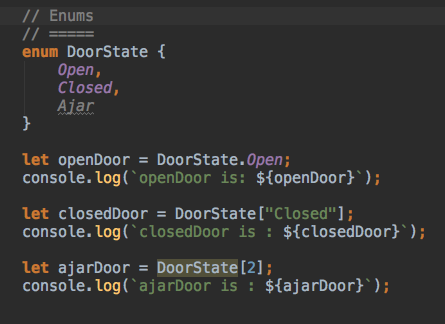 // Enums
// =====
enum DoorState {
    Open,
    Closed,
    Ajar
}
let openDoor = DoorState.Open;
console.log(`openDoor is: ${openDoor}`);
let closedDoor = DoorState["Closed"];
console.log(`closedDoor is : ${closedDoor}`);
let ajarDoor = DoorState[2];
console.log(`ajarDoor is : ${ajarDoor}`);